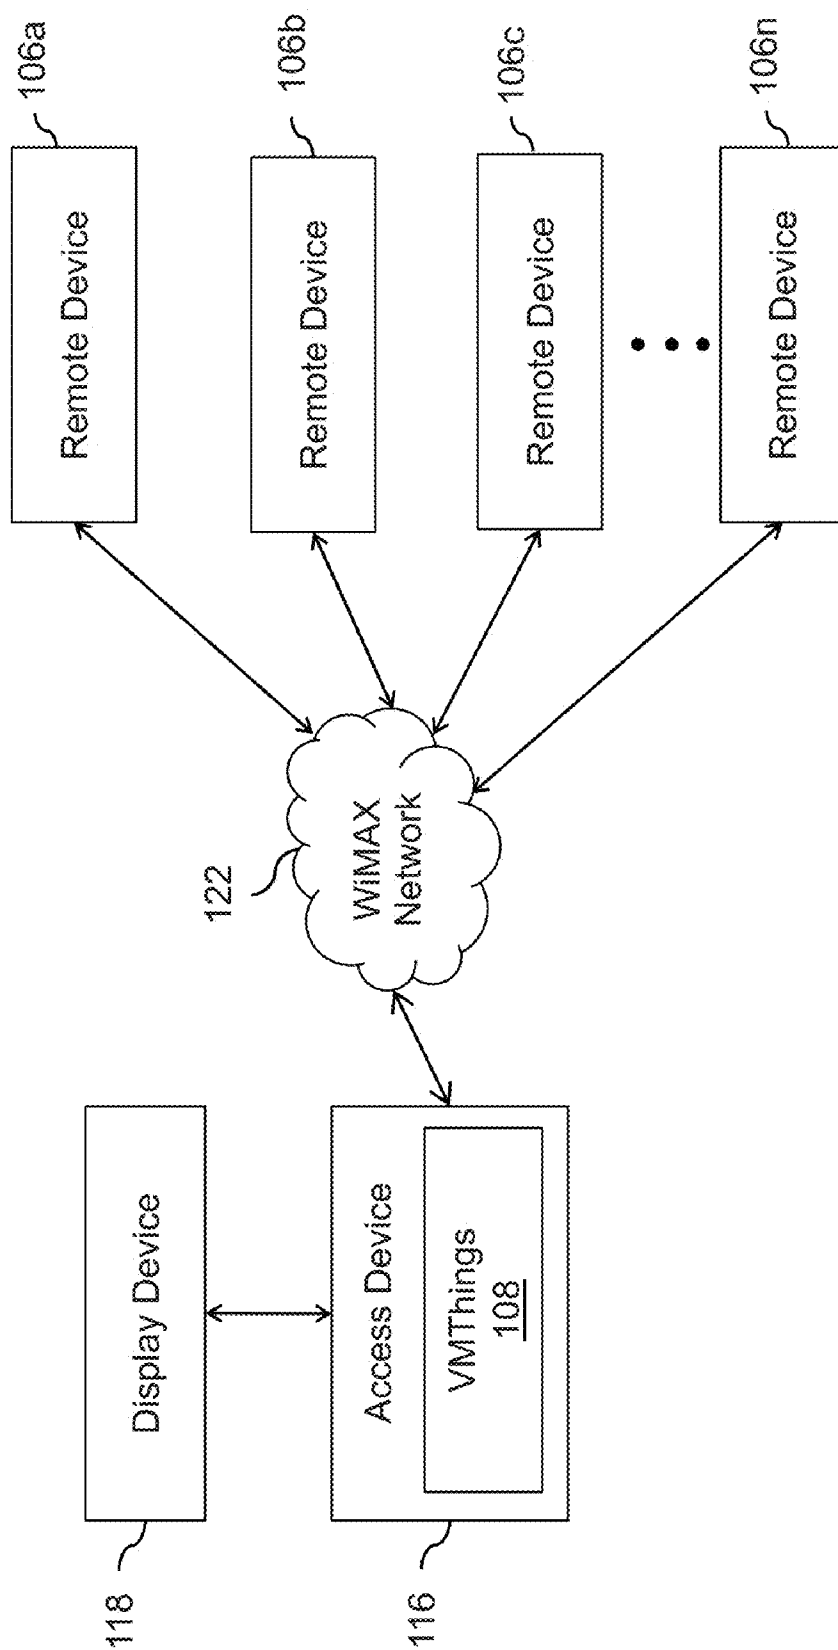 Display Device
118
Access Device
VMThings
108
116
122
WiMAX
Network
Remote Device
106a
Remote Device
106b
Remote Device
106c
Remote Device
106n